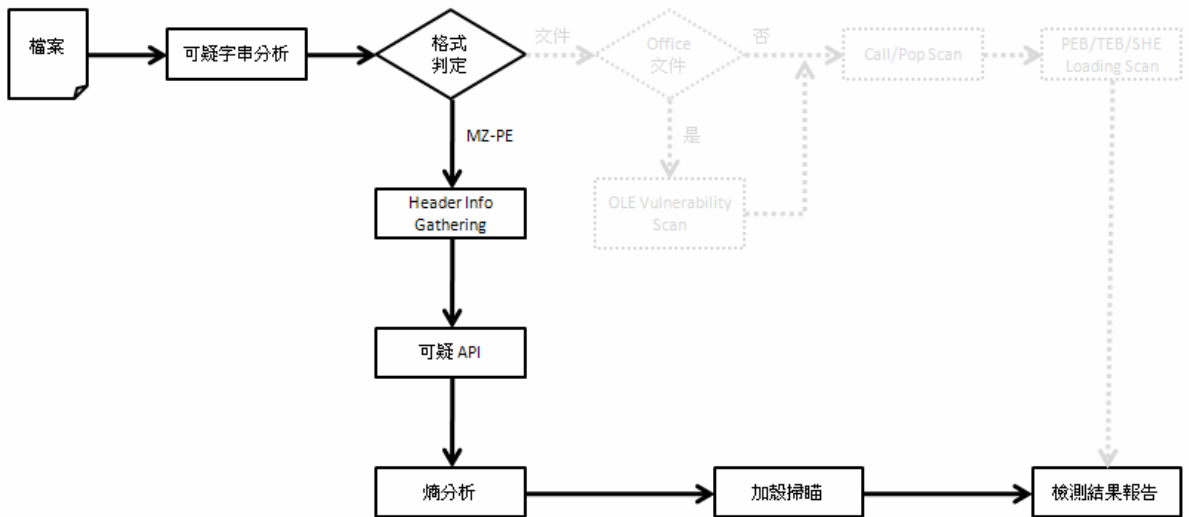 檔案
可疑字串分析
格式
判定
文件
Office
文件
否
Call/Pop Scan
PEB/TEB/SHE
Loading Scan
MZ-PE
是
Header Info
Gathering
OLE Vulnerability
Scan
可疑 API
熵分析
加殼掃瞄
檢測結果報告